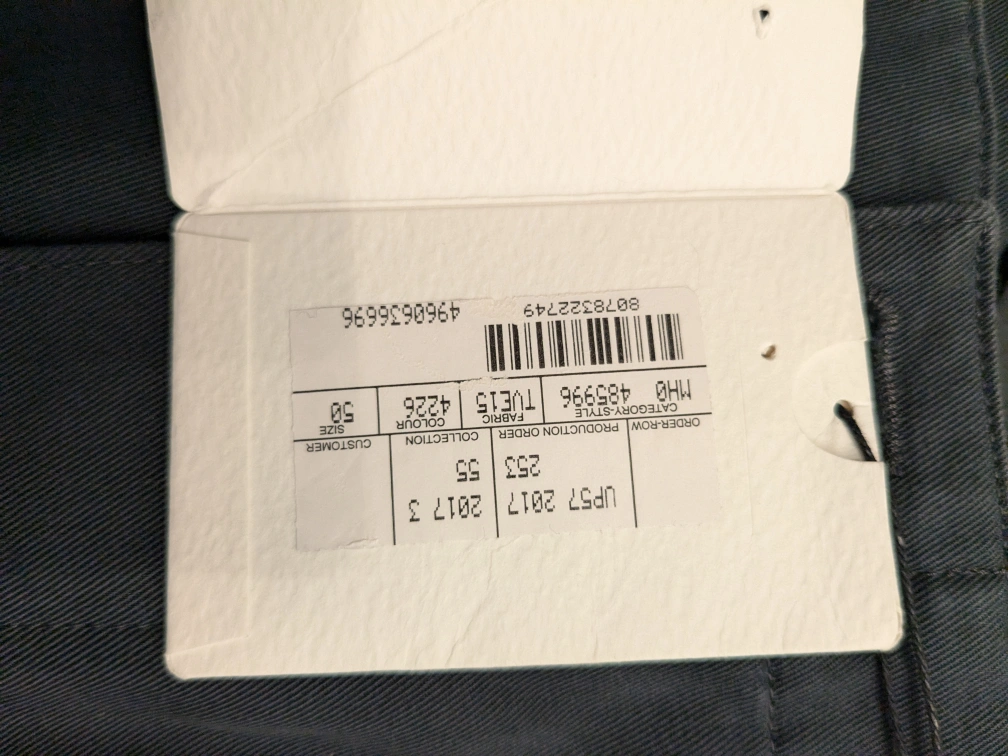 UP57 2017 2017 3
253 55
ORDER-ROW PRODUCTION ORDER COLLECTION CUSTOMER
CATEGORY-STYLE FABRIC COLOUR SIZE
MH0 485996 TVE15 4226 50
8078322749 4960636696